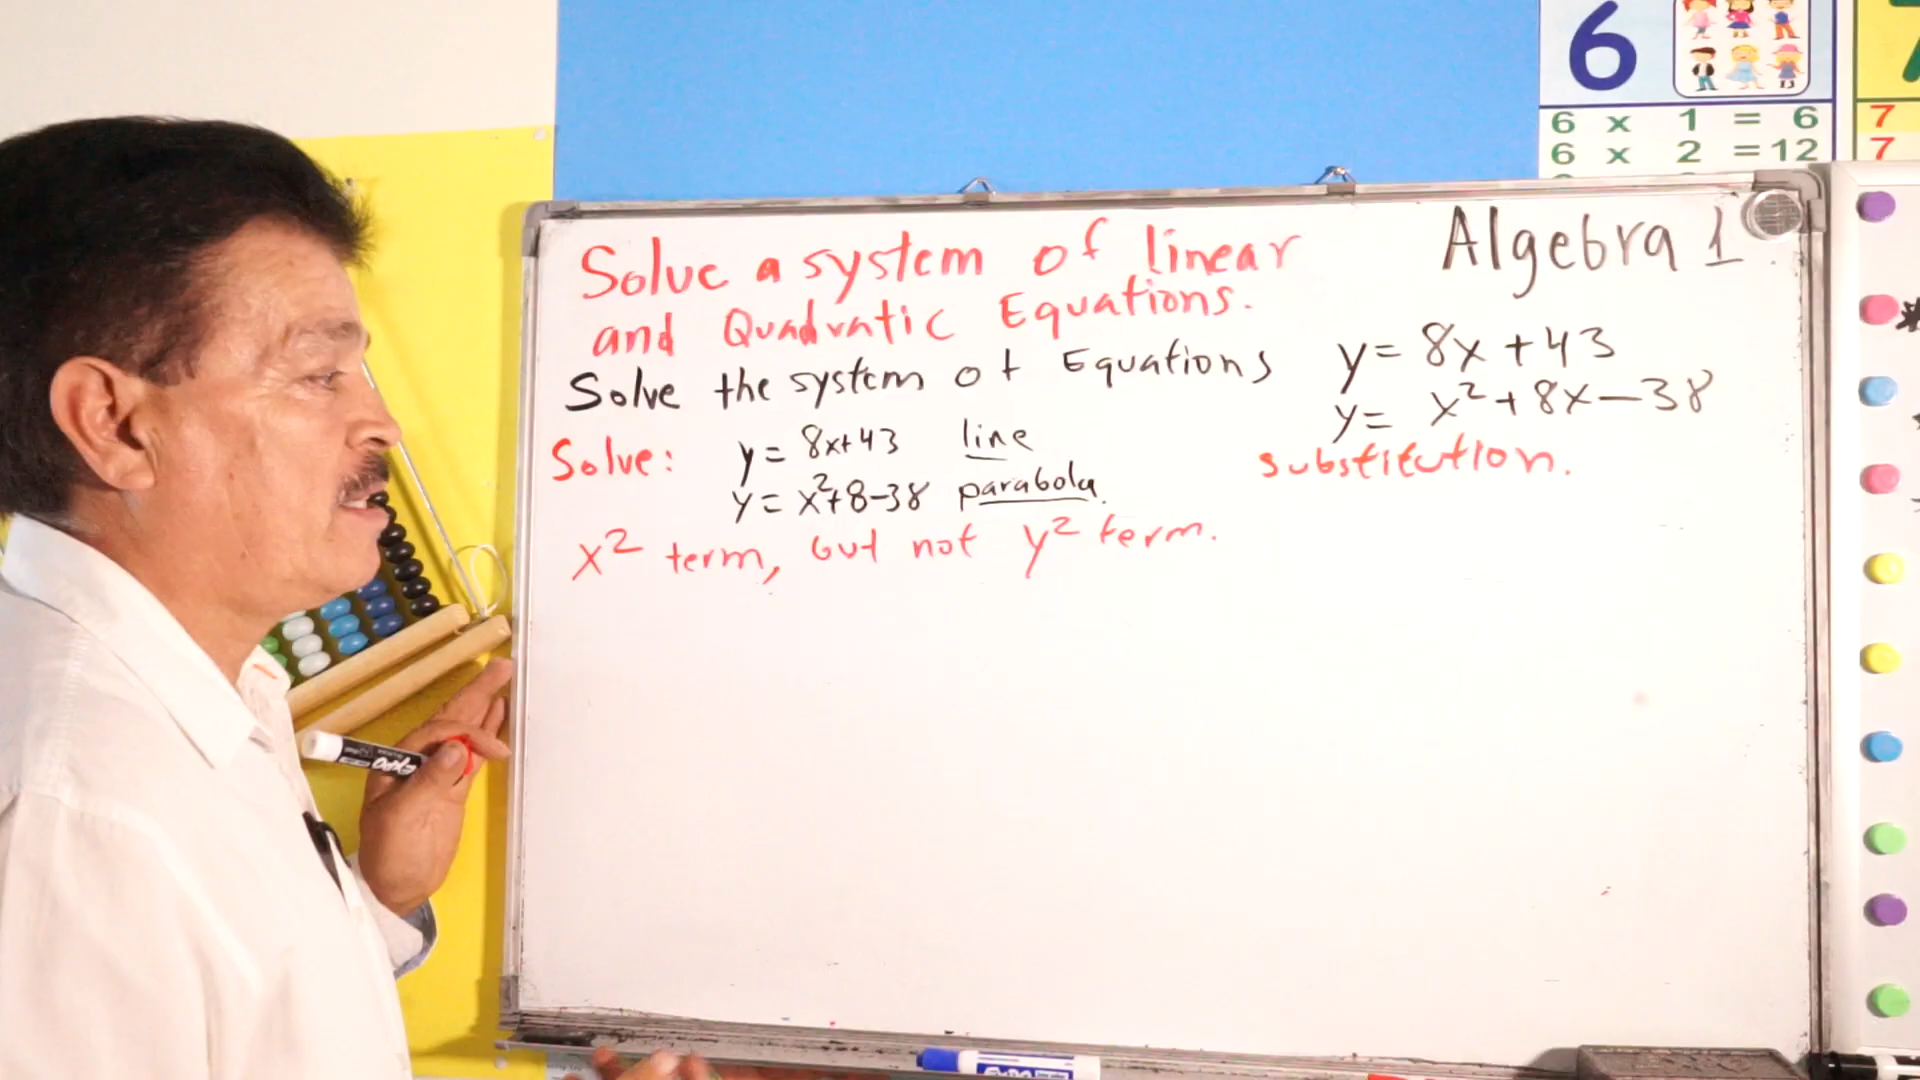 6
6 x 1 = 6
6 x 2 = 12
7
7
Algebra 1
Solve a system of linear
and Quadratic Equations.
Solve the system of Equations
y = 8x + 43
y = x² + 8x - 38
Solve: y = 8x+43 line
y = x²+8-38 parabola.
substitution.
x² term, but not y² term.
EXPO
EXPO